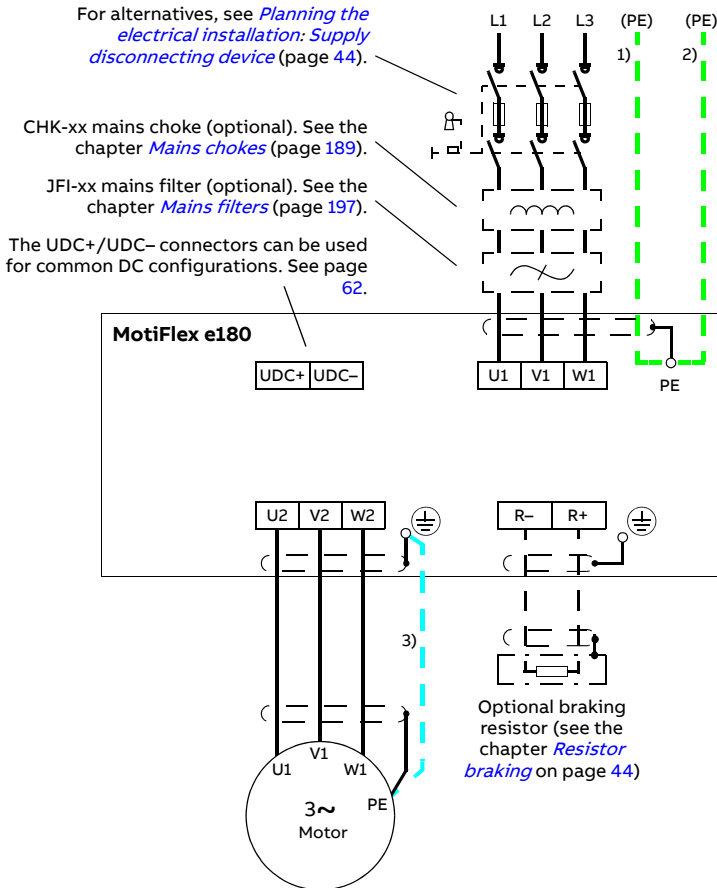 For alternatives, see Planning the
electrical installation: Supply
disconnecting device (page 44).
L1 L2 L3 (PE) (PE)
1) 2)
CHK-xx mains choke (optional). See the
chapter Mains chokes (page 189).
JFI-xx mains filter (optional). See the
chapter Mains filters (page 197).
The UDC+/UDC– connectors can be used
for common DC configurations. See page
62.
MotiFlex e180
UDC+ UDC–
U1 V1 W1
PE
U2 V2 W2
R– R+
3)
Optional braking
resistor (see the
chapter Resistor
braking on page 44)
U1 V1 W1
PE
3~
Motor